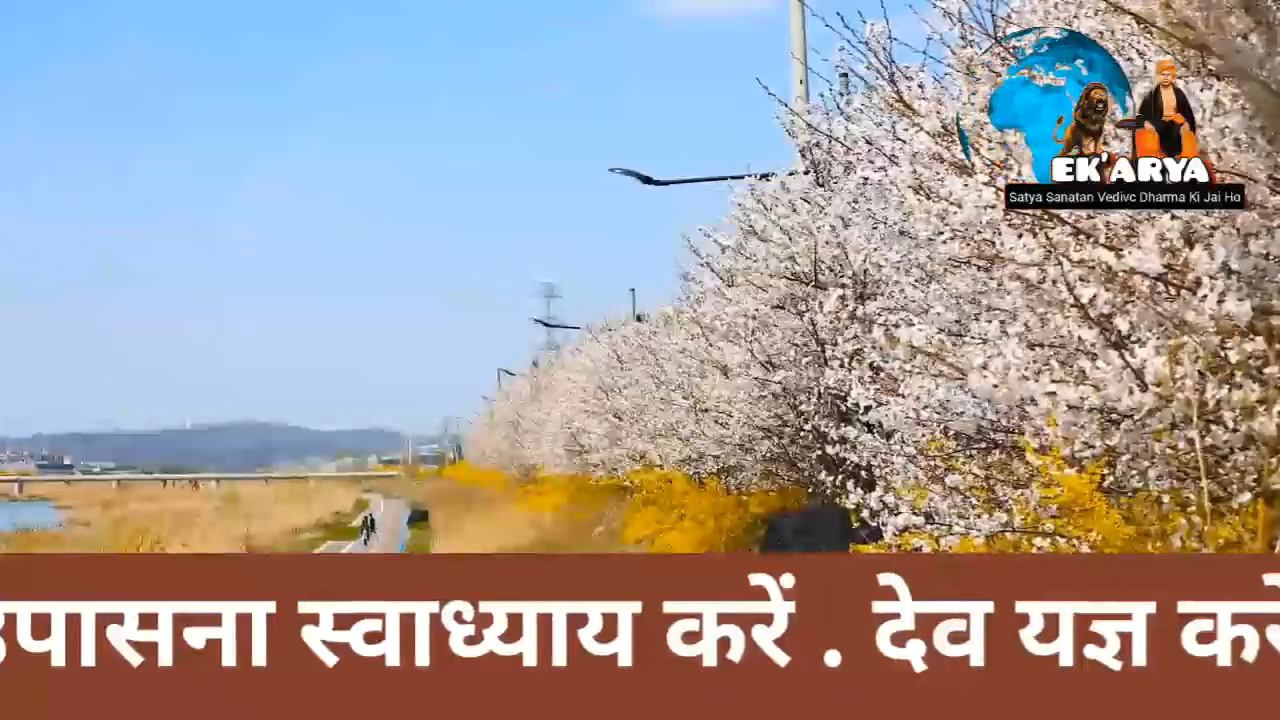 EK'ARYA
Satya Sanatan Vedivc Dharma Ki Jai Ho
उपासना स्वाध्याय करें . देव यज्ञ करें